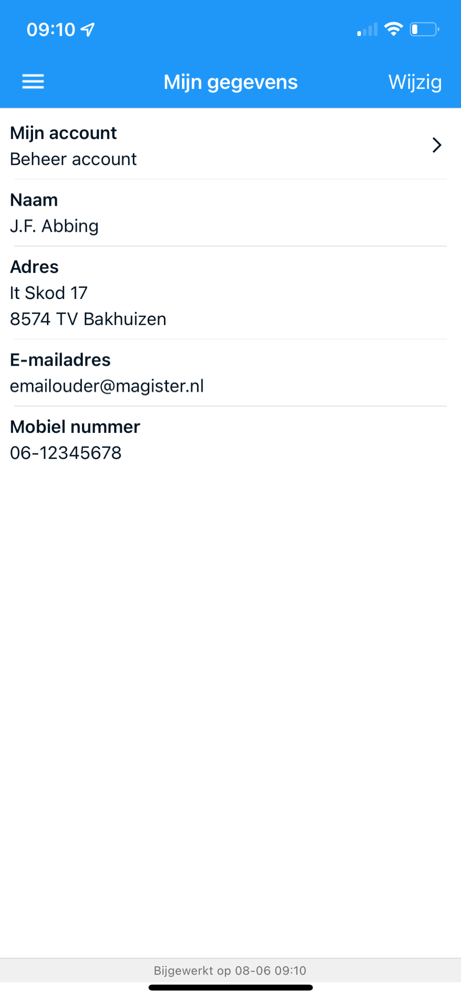 09:10
Mijn gegevens
Wijzig
Mijn account
Beheer account
Naam
J.F. Abbing
Adres
It Skod 17
8574 TV Bakhuizen
E-mailadres
emailouder@magister.nl
Mobiel nummer
06-12345678
Bijgewerkt op 08-06 09:10